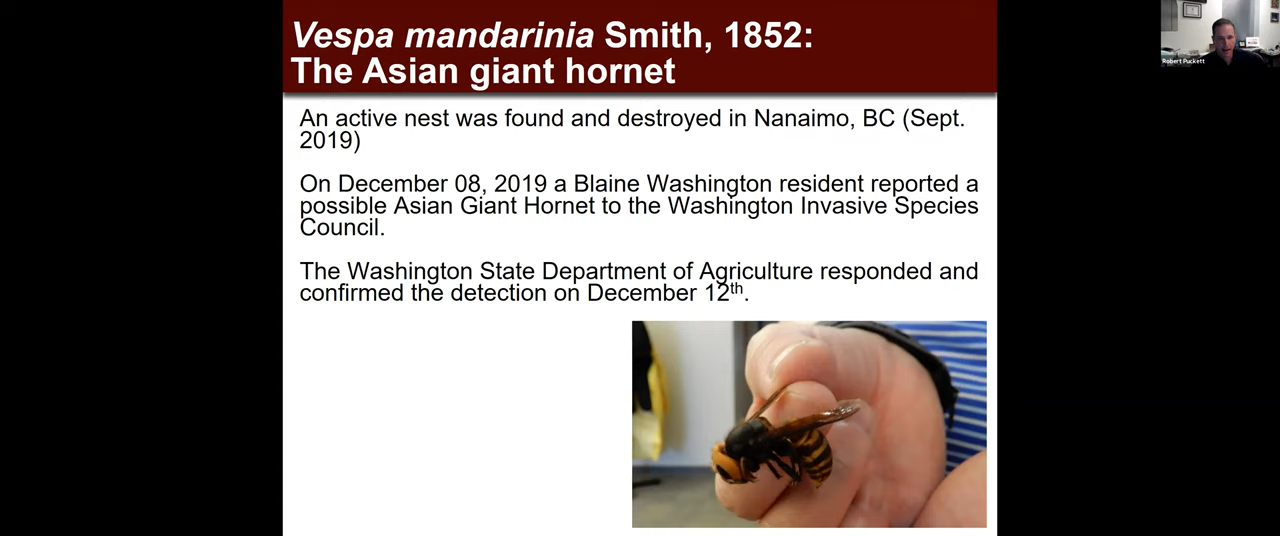 Vespa mandarinia Smith, 1852:
The Asian giant hornet
An active nest was found and destroyed in Nanaimo, BC (Sept.
2019)
On December 08, 2019 a Blaine Washington resident reported a
possible Asian Giant Hornet to the Washington Invasive Species
Council.
The Washington State Department of Agriculture responded and
confirmed the detection on December 12th.
Robert Puckett